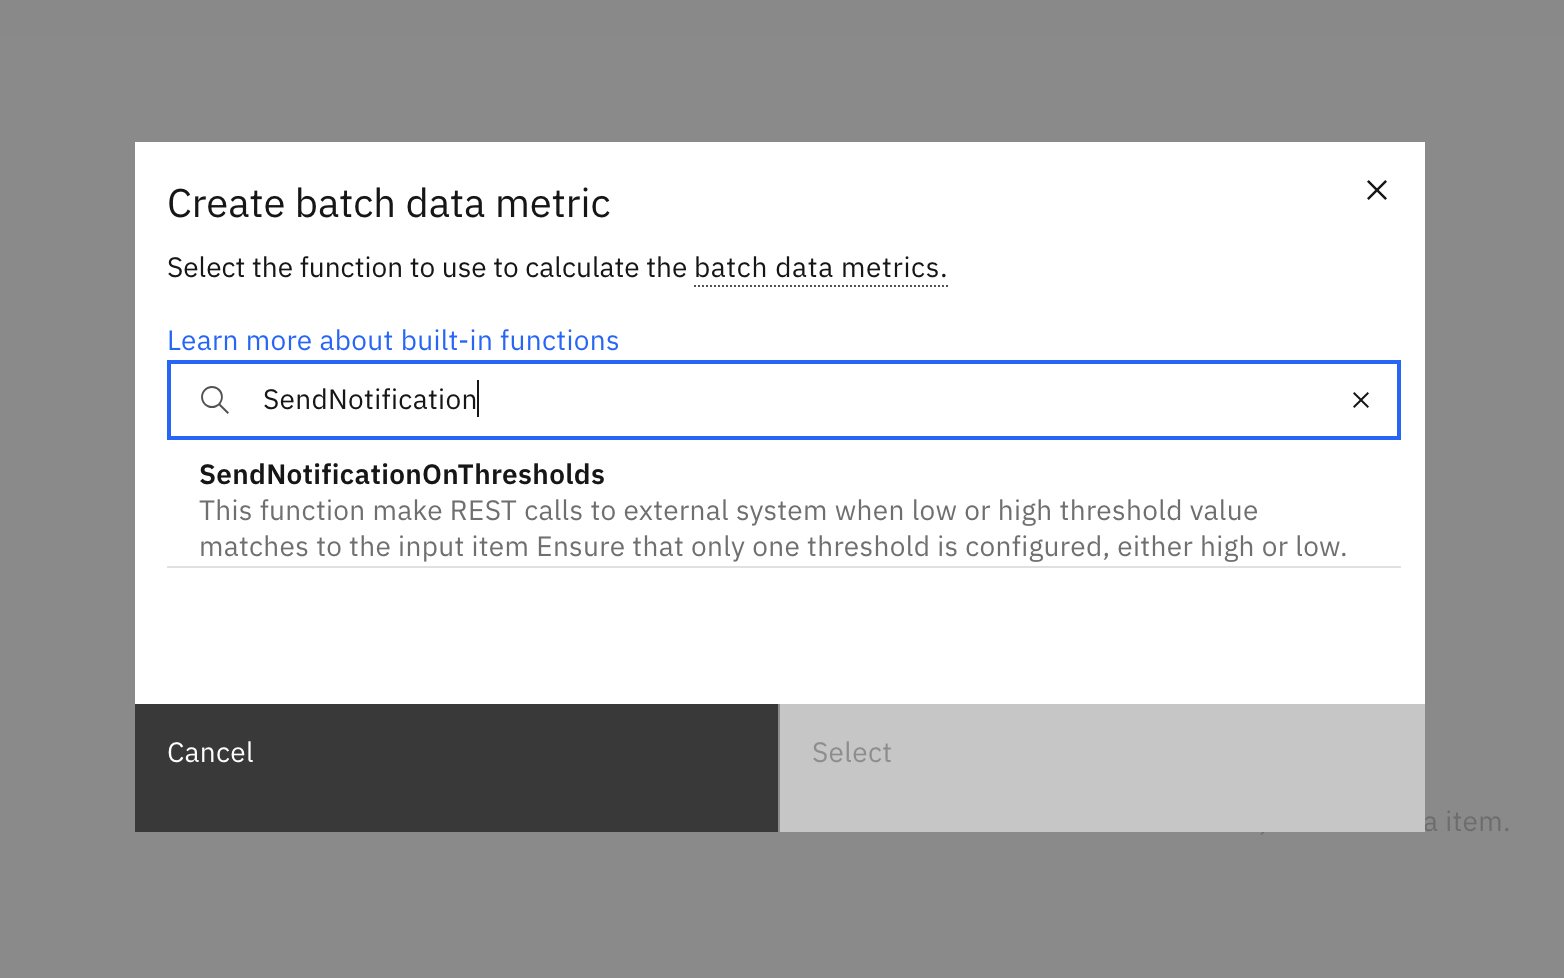 Create batch data metric
Select the function to use to calculate the batch data metrics.
Learn more about built-in functions
SendNotification
SendNotificationOnThresholds
This function make REST calls to external system when low or high threshold value
matches to the input item Ensure that only one threshold is configured, either high or low.
Cancel
Select
a item.